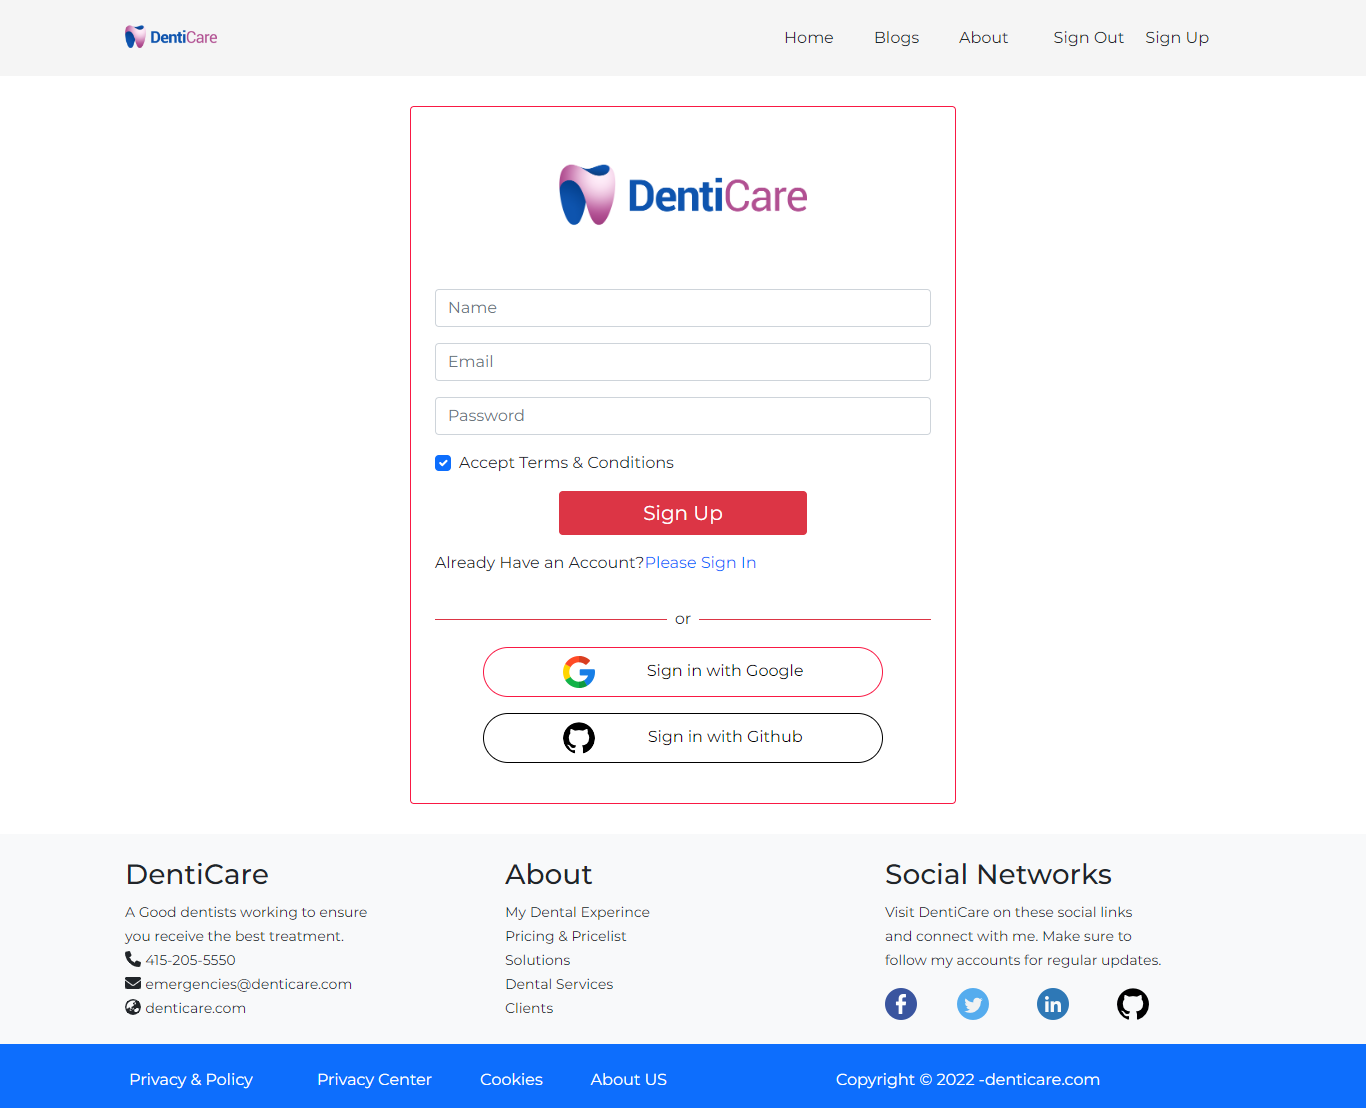 DentiCare
Home Blogs About Sign Out Sign Up
DentiCare
Name
Email
Password
Accept Terms & Conditions
Sign Up
Already Have an Account?Please Sign In
or
Sign in with Google
Sign in with Github
DentiCare
A Good dentists working to ensure
you receive the best treatment.
415-205-5550
emergencies@denticare.com
denticare.com
About
My Dental Experince
Pricing & Pricelist
Solutions
Dental Services
Clients
Social Networks
Visit DentiCare on these social links
and connect with me. Make sure to
follow my accounts for regular updates.
Privacy & Policy Privacy Center Cookies About US Copyright © 2022 -denticare.com